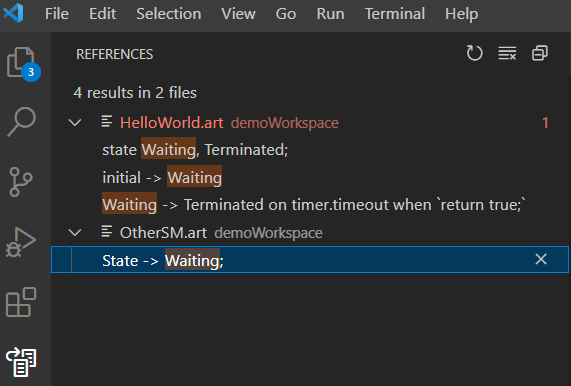 File Edit Selection View Go Run Terminal Help
REFERENCES
4 results in 2 files
HelloWorld.art demoWorkspace 1
state Waiting, Terminated;
initial -> Waiting
Waiting -> Terminated on timer.timeout when `return true;`
OtherSM.art demoWorkspace
State -> Waiting;
3